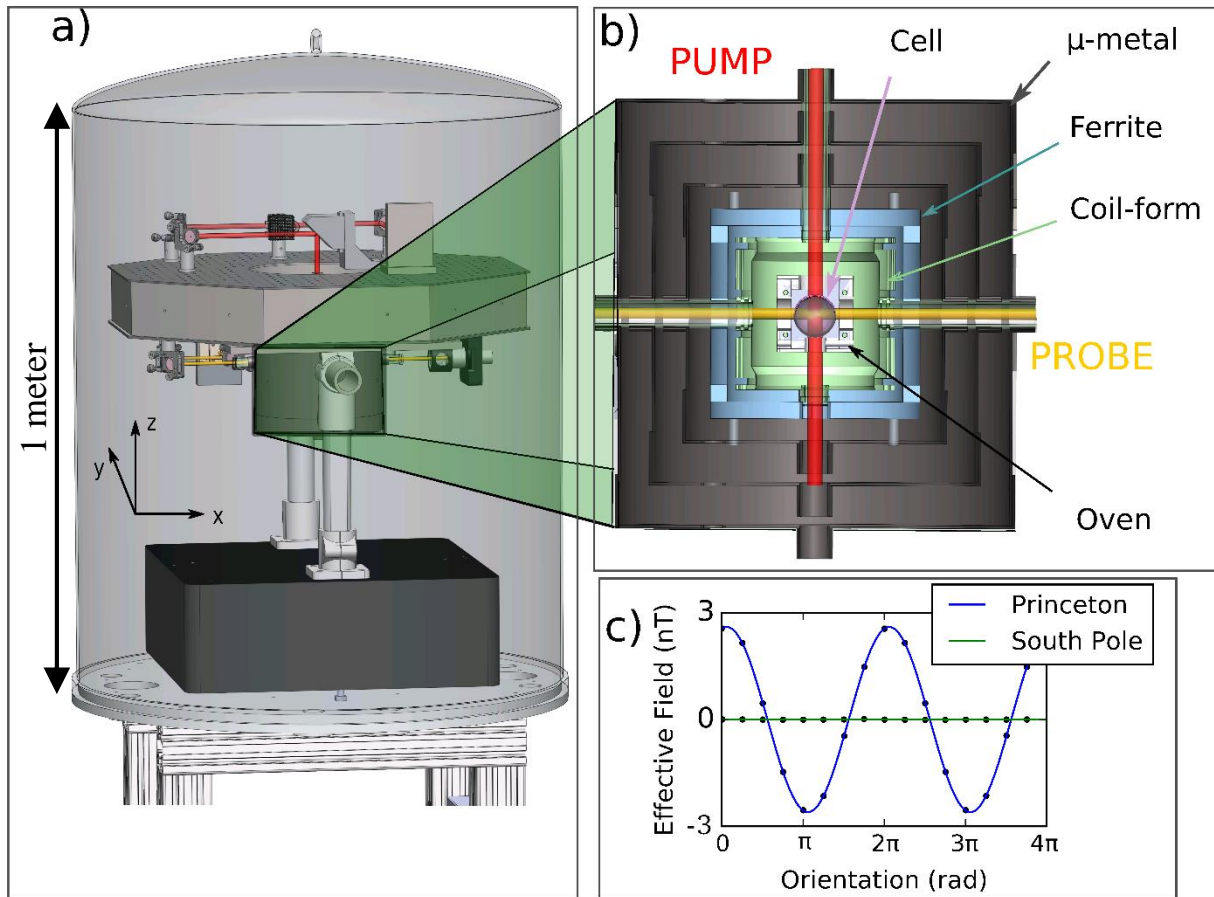 a)
1 meter
z
y
x
b)
PUMP
Cell
μ-metal
Ferrite
Coil-form
PROBE
Oven
c)
Princeton
South Pole
Effective Field (nT)
3
0
-3
0 π 2π 3π 4π
Orientation (rad)